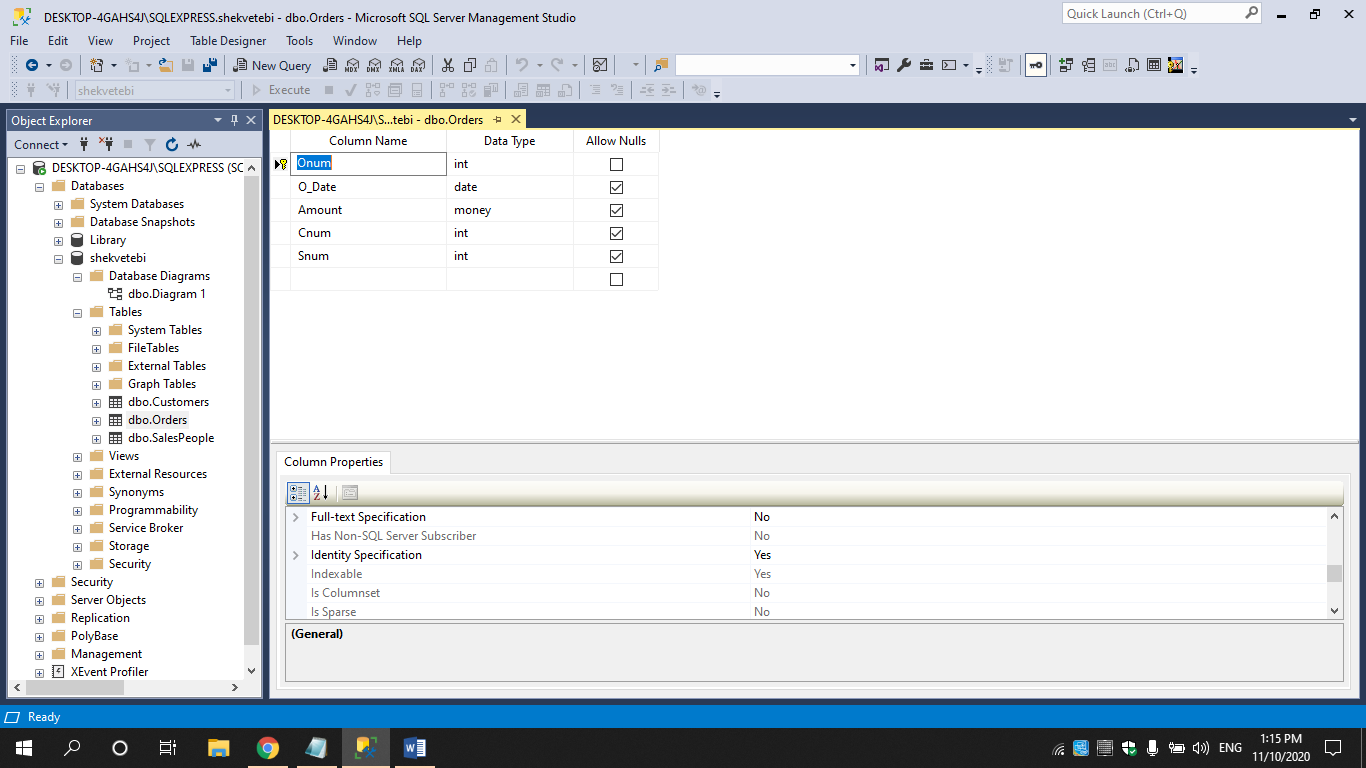 DESKTOP-4GAHS4J\SQLEXPRESS.shekvetebi - dbo.Orders - Microsoft SQL Server Management Studio
Quick Launch (Ctrl+Q)
File Edit View Project Table Designer Tools Window Help
New Query MDX DMX XMLA DAX
shekvetebi Execute
Object Explorer
DESKTOP-4GAHS4J\S...tebi - dbo.Orders
Connect
DESKTOP-4GAHS4J\SQLEXPRESS (SC
Databases
System Databases
Database Snapshots
Library
shekvetebi
Database Diagrams
dbo.Diagram 1
Tables
System Tables
FileTables
External Tables
Graph Tables
dbo.Customers
dbo.Orders
dbo.SalesPeople
Views
External Resources
Synonyms
Programmability
Service Broker
Storage
Security
Security
Server Objects
Replication
PolyBase
Management
XEvent Profiler
Column Name Data Type Allow Nulls
Onum int
O_Date date
Amount money
Cnum int
Snum int
Column Properties
Full-text Specification No
Has Non-SQL Server Subscriber No
Identity Specification Yes
Indexable Yes
Is Columnset No
Is Sparse No
(General)
Ready
ENG
1:15 PM
11/10/2020